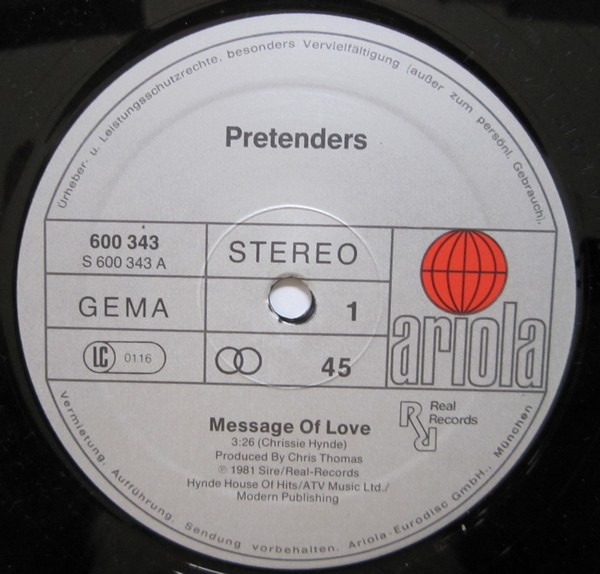 Urheber- u. Leistungsschutzrechte, besonders Vervielfältigung (außer zum persönl. Gebrauch),
Pretenders
600 343
S 600 343 A
STEREO
GEMA
1
LC 0116
45
ariola
Message Of Love
3:26 (Chrissie Hynde)
Produced By Chris Thomas
℗ 1981 Sire/Real-Records
Hynde House Of Hits/ATV Music Ltd./
Modern Publishing
RR
Real
Records
Vermietung, Aufführung, Sendung vorbehalten. Ariola-Eurodisc GmbH., München